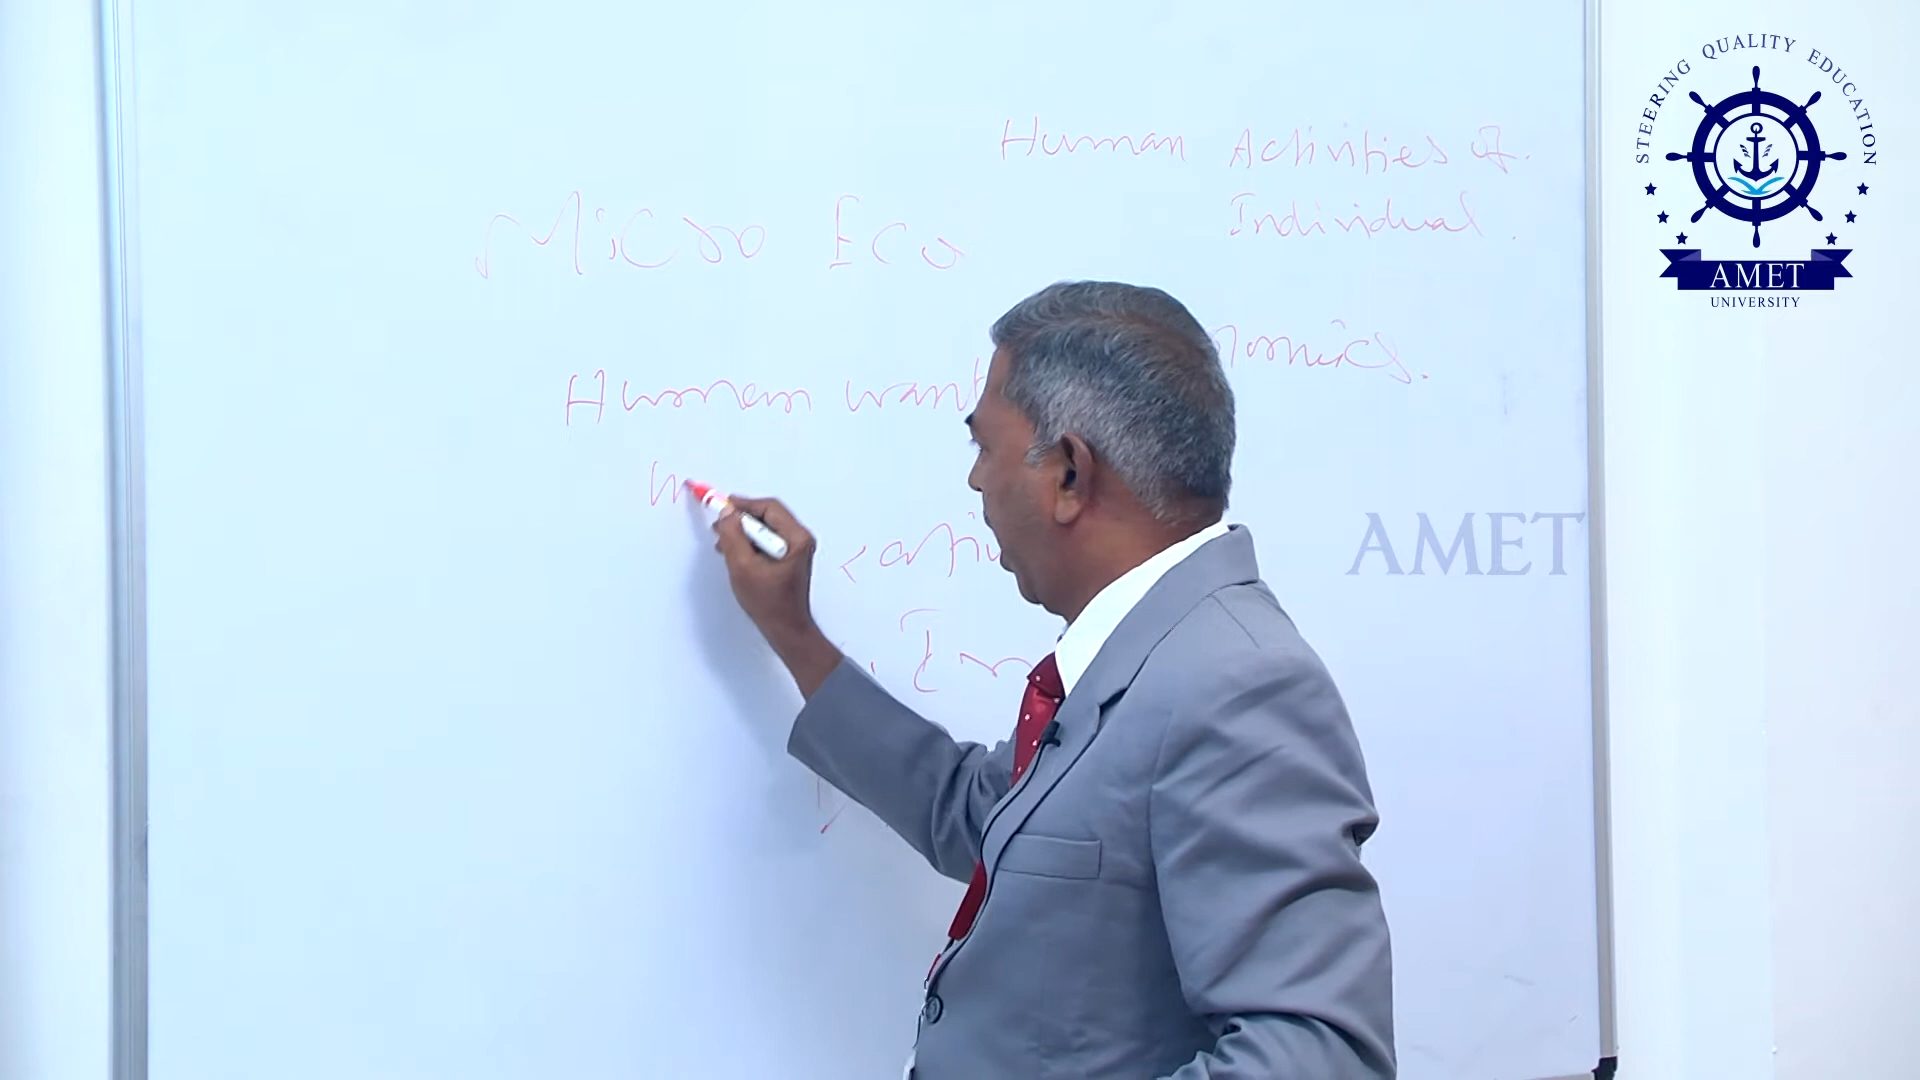 STEERING QUALITY EDUCATION
AMET
UNIVERSITY
Human Activities of.
Individual.
Micro Eco
nomics.
Human want
AMET